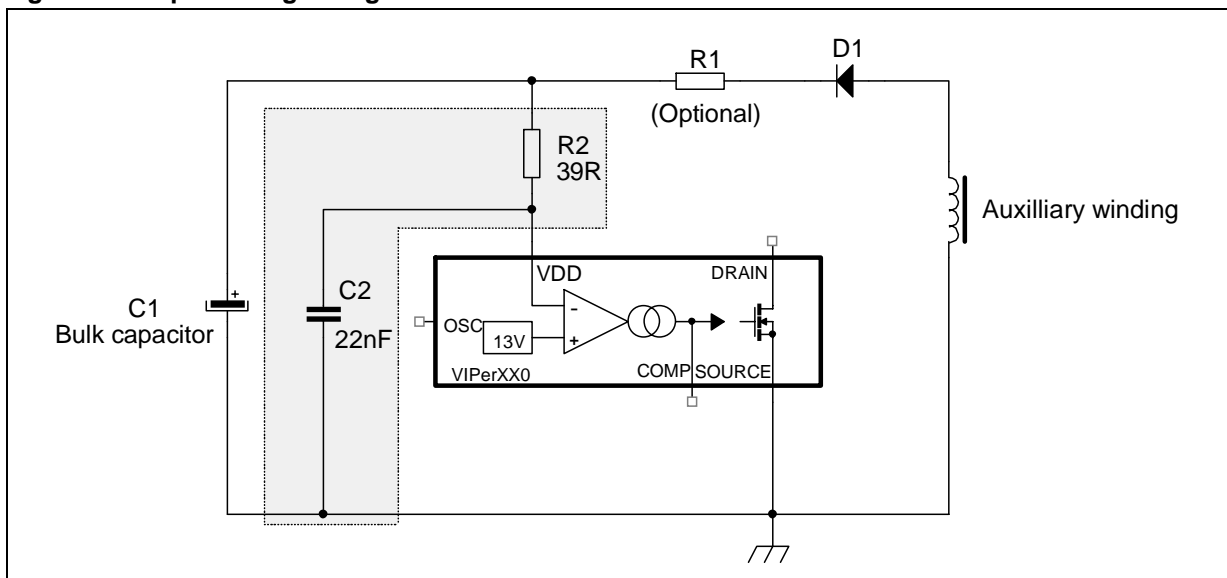 D1
R1
(Optional)
R2
39R
Auxilliary winding
VDD
DRAIN
C1
Bulk capacitor
+
C2
22nF
OSC
13V
-
+
COMP
SOURCE
VIPerXX0